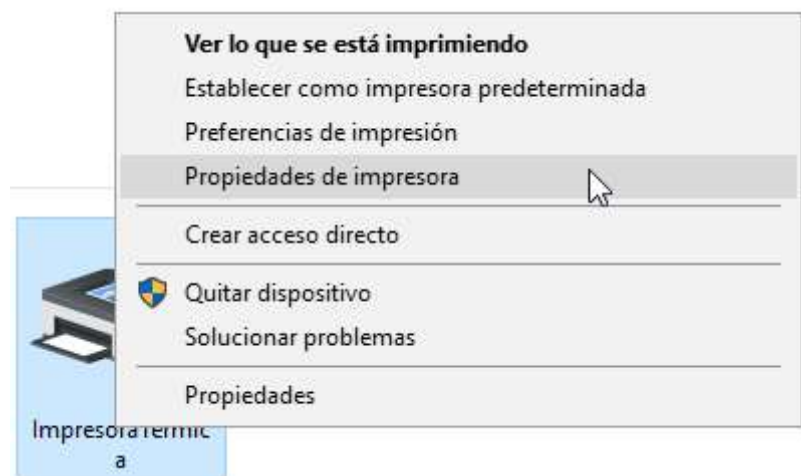 Ver lo que se está imprimiendo
Establecer como impresora predeterminada
Preferencias de impresión
Propiedades de impresora
Crear acceso directo
Quitar dispositivo
Solucionar problemas
Propiedades
ImpresoraTermic
a